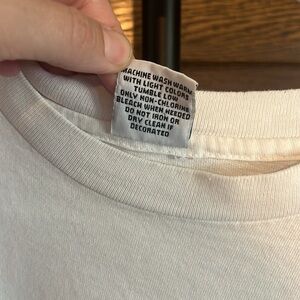 MACHINE WASH WARM
WITH LIGHT COLORS
TUMBLE LOW
ONLY NON-CHLORINE
BLEACH WHEN NEEDED
DO NOT IRON OR
DRY CLEAN IF
DECORATED